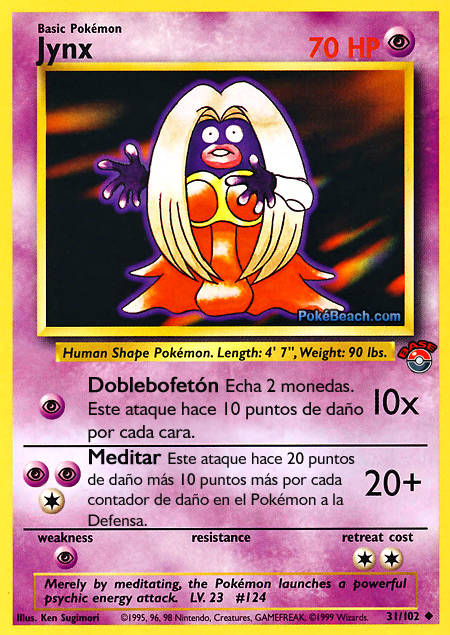 Basic Pokémon
Jynx
70 HP
PokéBeach.com
BASE
Human Shape Pokémon. Length: 4' 7", Weight: 90 lbs.
Doblebofetón Echa 2 monedas.
Este ataque hace 10 puntos de daño
por cada cara.
10x
Meditar Este ataque hace 20 puntos
de daño más 10 puntos más por cada
contador de daño en el Pokémon a la
Defensa.
20+
weakness resistance retreat cost
Merely by meditating, the Pokémon launches a powerful
psychic energy attack. LV. 23 #124
Illus. Ken Sugimori ©1995, 96, 98 Nintendo, Creatures, GAMEFREAK. ©1999 Wizards. 31/102